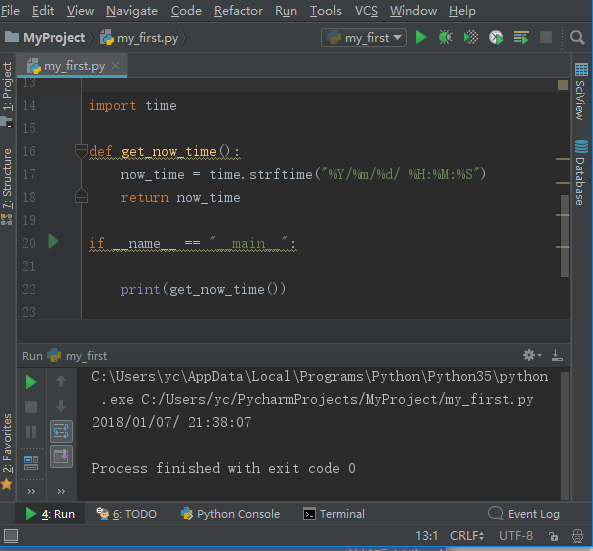 File Edit View Navigate Code Refactor Run Tools VCS Window Help
MyProject my_first.py my_first
my_first.py
1: Project
7: Structure
2: Favorites
SciView
Database
13
14 import time
15
16 def get_now_time():
17 now_time = time.strftime("%Y/%m/%d/ %H:%M:%S")
18 return now_time
19
20 if __name__ == "__main__":
21
22 print(get_now_time())
23
Run my_first
C:\Users\yc\AppData\Local\Programs\Python\Python35\python
.exe C:/Users/yc/PycharmProjects/MyProject/my_first.py
2018/01/07/ 21:38:07
Process finished with exit code 0
4: Run 6: TODO Python Console Terminal Event Log
13:1 CRLF UTF-8